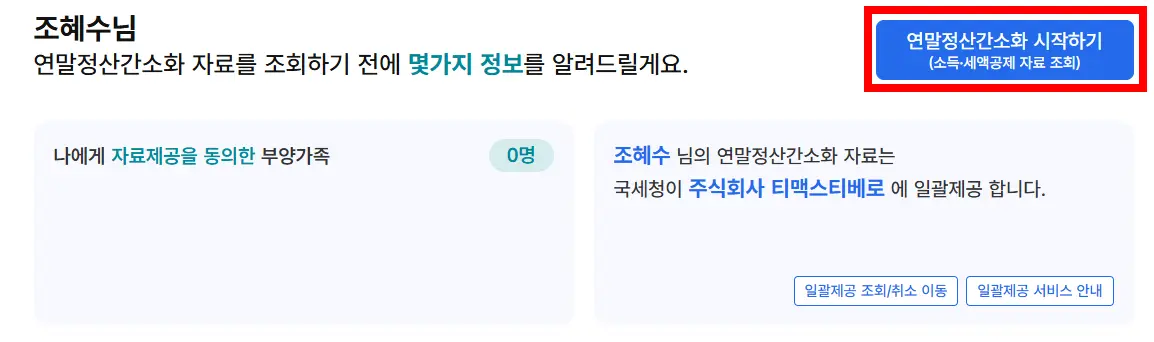 조혜수님
연말정산간소화 자료를 조회하기 전에 몇가지 정보를 알려드릴게요.
연말정산간소화 시작하기
(소득·세액공제 자료 조회)
나에게 자료제공을 동의한 부양가족
0명
조혜수 님의 연말정산간소화 자료는
국세청이 주식회사 티맥스티베로 에 일괄제공 합니다.
일괄제공 조회/취소 이동
일괄제공 서비스 안내